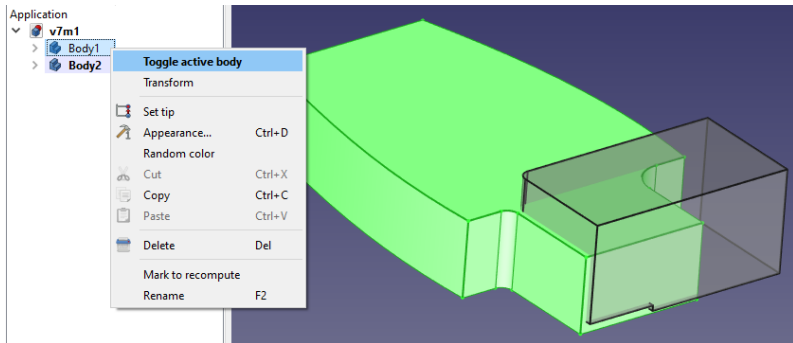 Application
v7m1
Body1
Body2
Toggle active body
Transform
Set tip
Appearance... Ctrl+D
Random color
Cut Ctrl+X
Copy Ctrl+C
Paste Ctrl+V
Delete Del
Mark to recompute
Rename F2